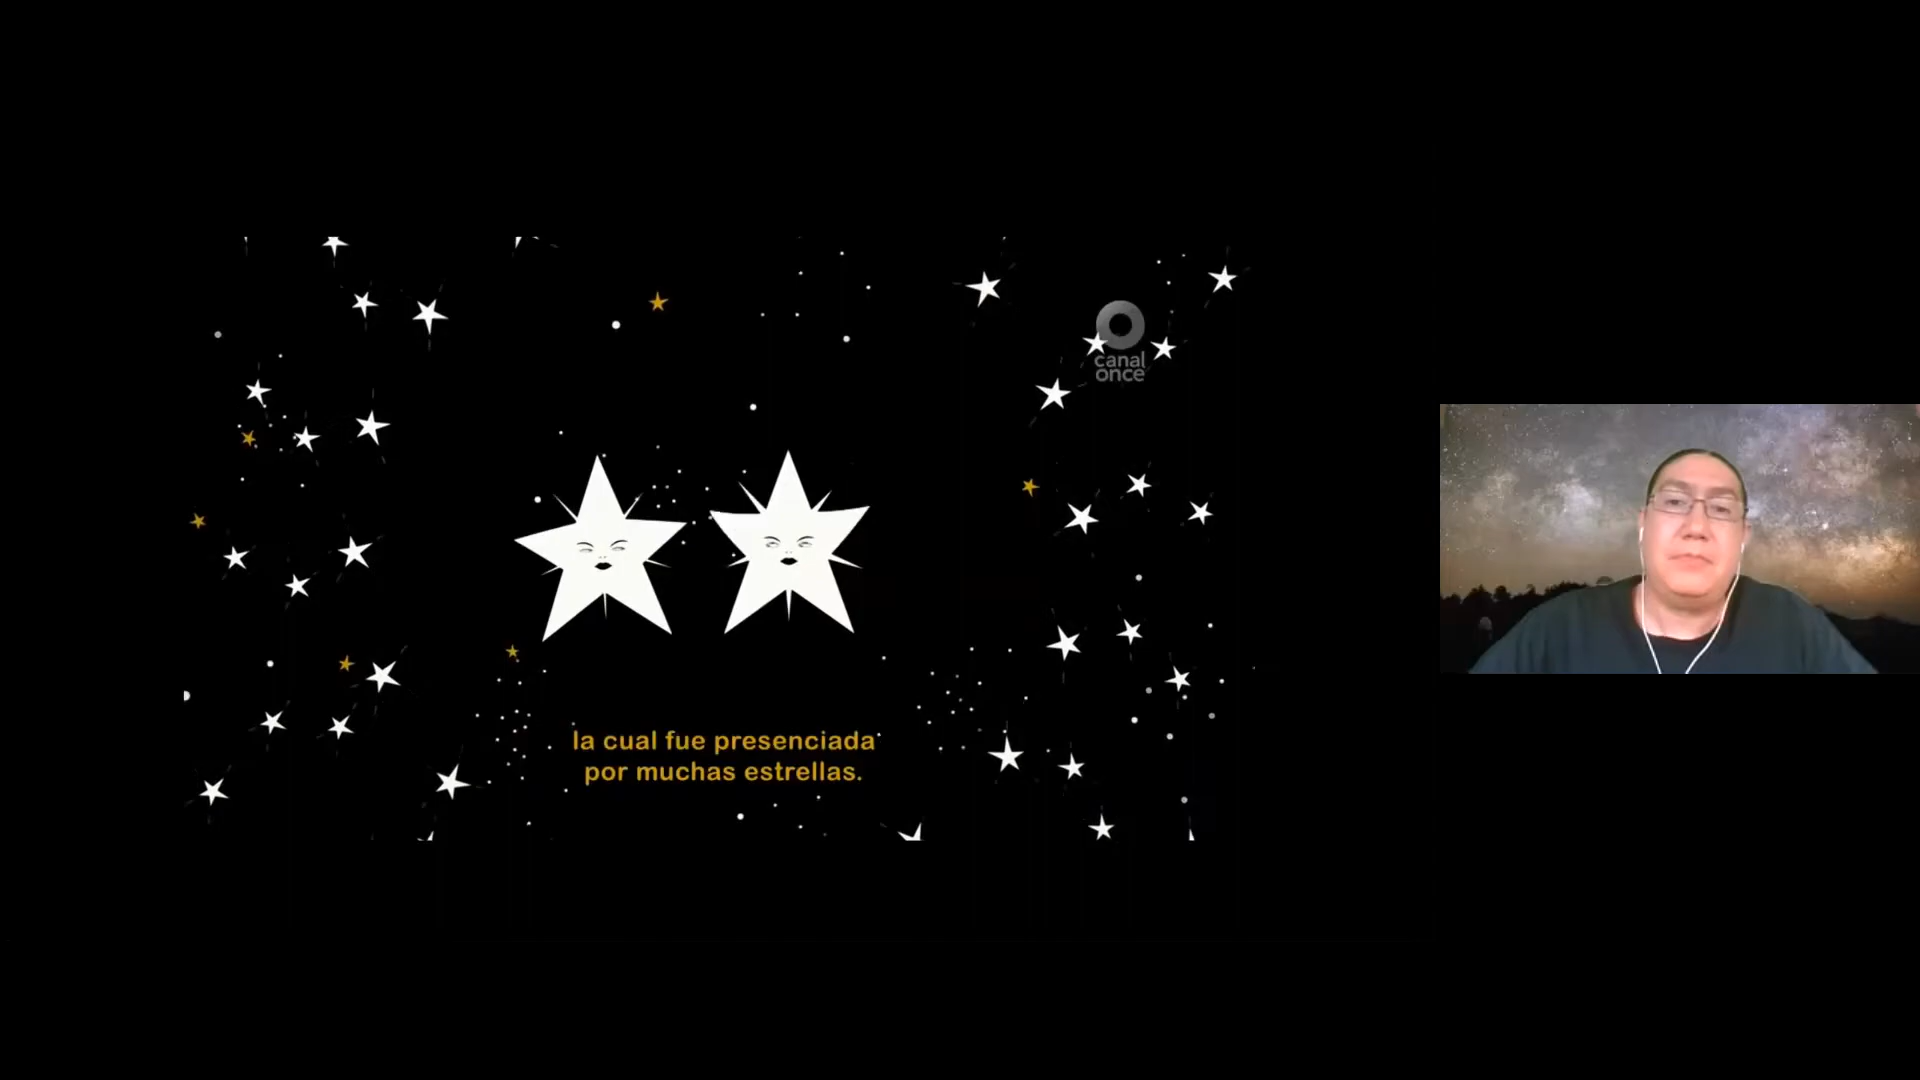 canal
once
la cual fue presenciada
por muchas estrellas.